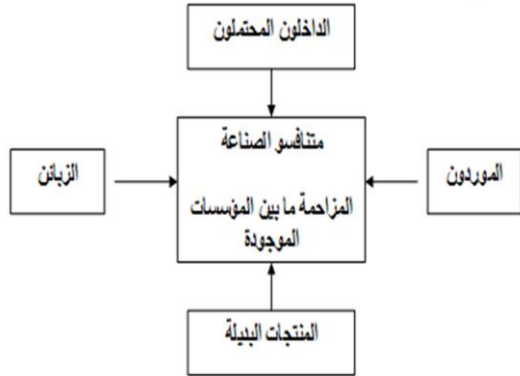 الداخلون المحتملون
متنافسو الصناعة
المزاحمة ما بين المؤسسات
الموجودة
الموردون
الزبائن
المنتجات البديلة